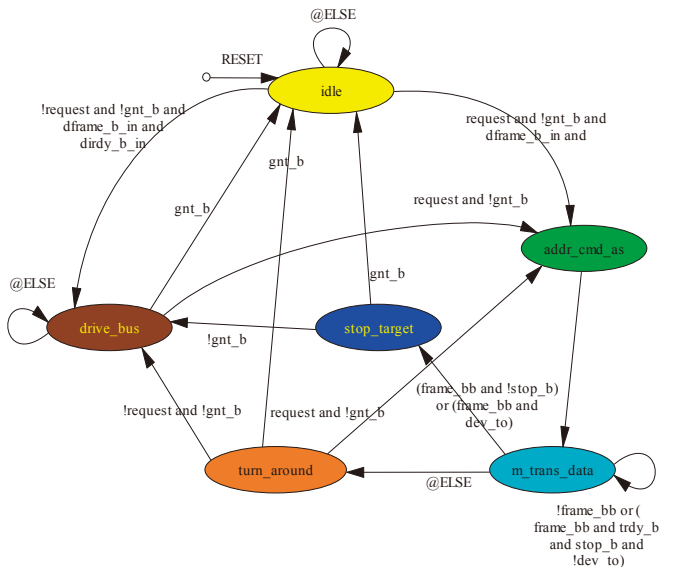 @ELSE
RESET
idle
!request and !gnt_b and
dframe_b_in and
dirdy_b_in
request and !gnt_b and
dframe_b_in and
gnt_b
gnt_b
request and !gnt_b
addr_cmd_as
gnt_b
@ELSE
drive_bus
stop_target
!gnt_b
(frame_bb and !stop_b)
or (frame_bb and
dev_to)
!request and !gnt_b
request and !gnt_b
turn_around
m_trans_data
@ELSE
!frame_bb or (
frame_bb and trdy_b
and stop_b and
!dev_to)